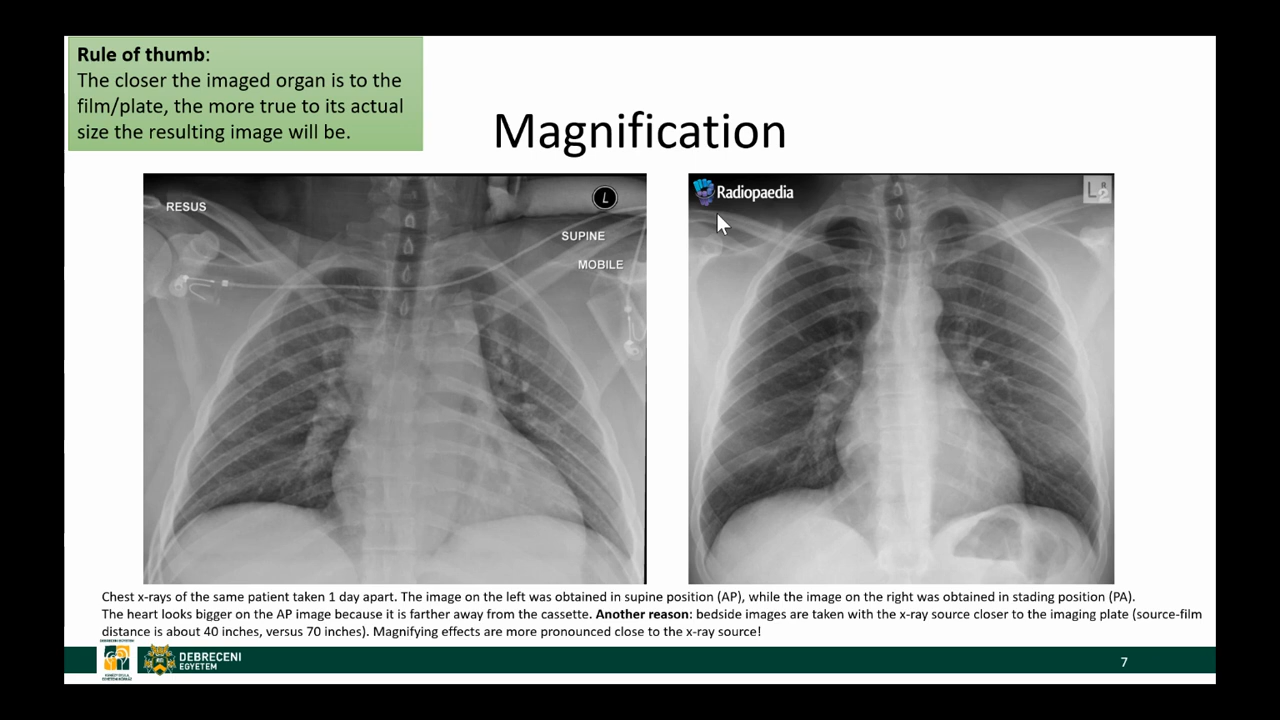 Rule of thumb:
The closer the imaged organ is to the
film/plate, the more true to its actual
size the resulting image will be.
Magnification
RESUS
L
SUPINE
MOBILE
Radiopaedia
Chest x-rays of the same patient taken 1 day apart. The image on the left was obtained in supine position (AP), while the image on the right was obtained in stading position (PA).
The heart looks bigger on the AP image because it is farther away from the cassette. Another reason: bedside images are taken with the x-ray source closer to the imaging plate (source-film
distance is about 40 inches, versus 70 inches). Magnifying effects are more pronounced close to the x-ray source!
DEBRECENI
EGYETEM
7